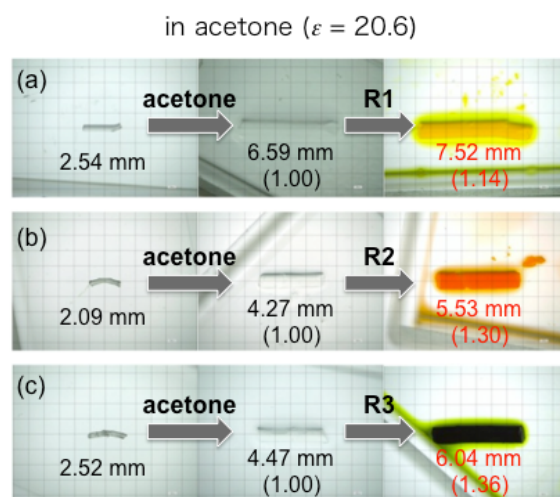 in acetone (ε = 20.6)
(a)
acetone
R1
2.54 mm
6.59 mm
(1.00)
7.52 mm
(1.14)
(b)
acetone
R2
2.09 mm
4.27 mm
(1.00)
5.53 mm
(1.30)
(c)
acetone
R3
2.52 mm
4.47 mm
(1.00)
6.04 mm
(1.36)